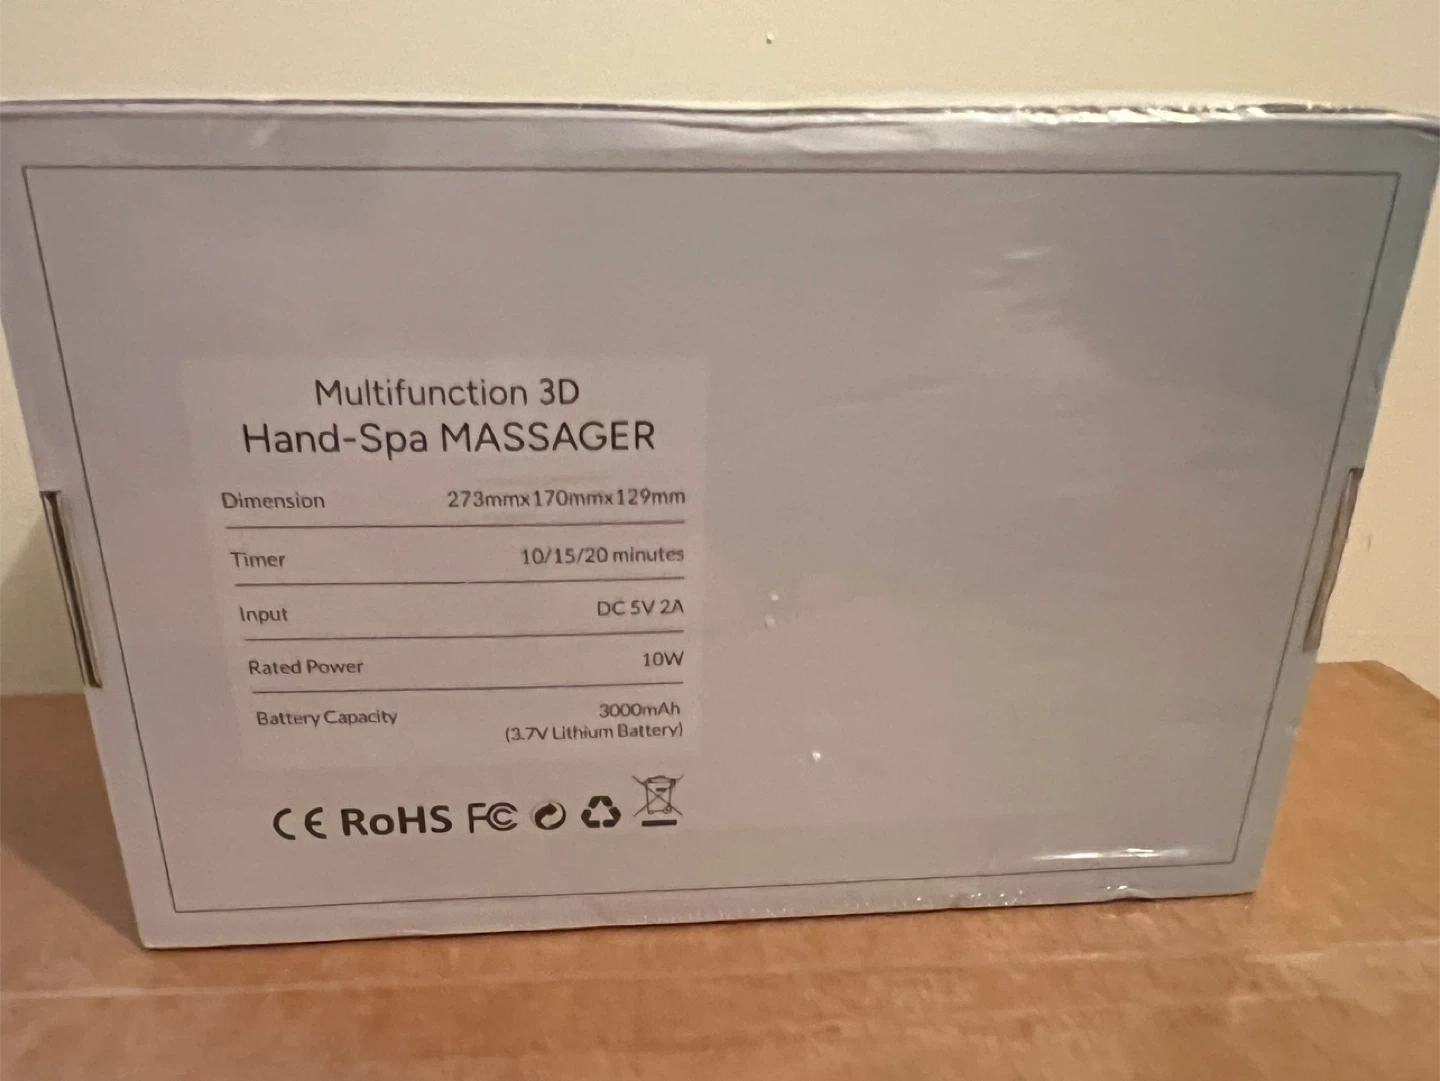 Multifunction 3D
Hand-Spa MASSAGER
Dimension 273mmx170mmx129mm
Timer 10/15/20 minutes
Input DC 5V 2A
Rated Power 10W
Battery Capacity 3000mAh
(3.7V Lithium Battery)
CE RoHS FC